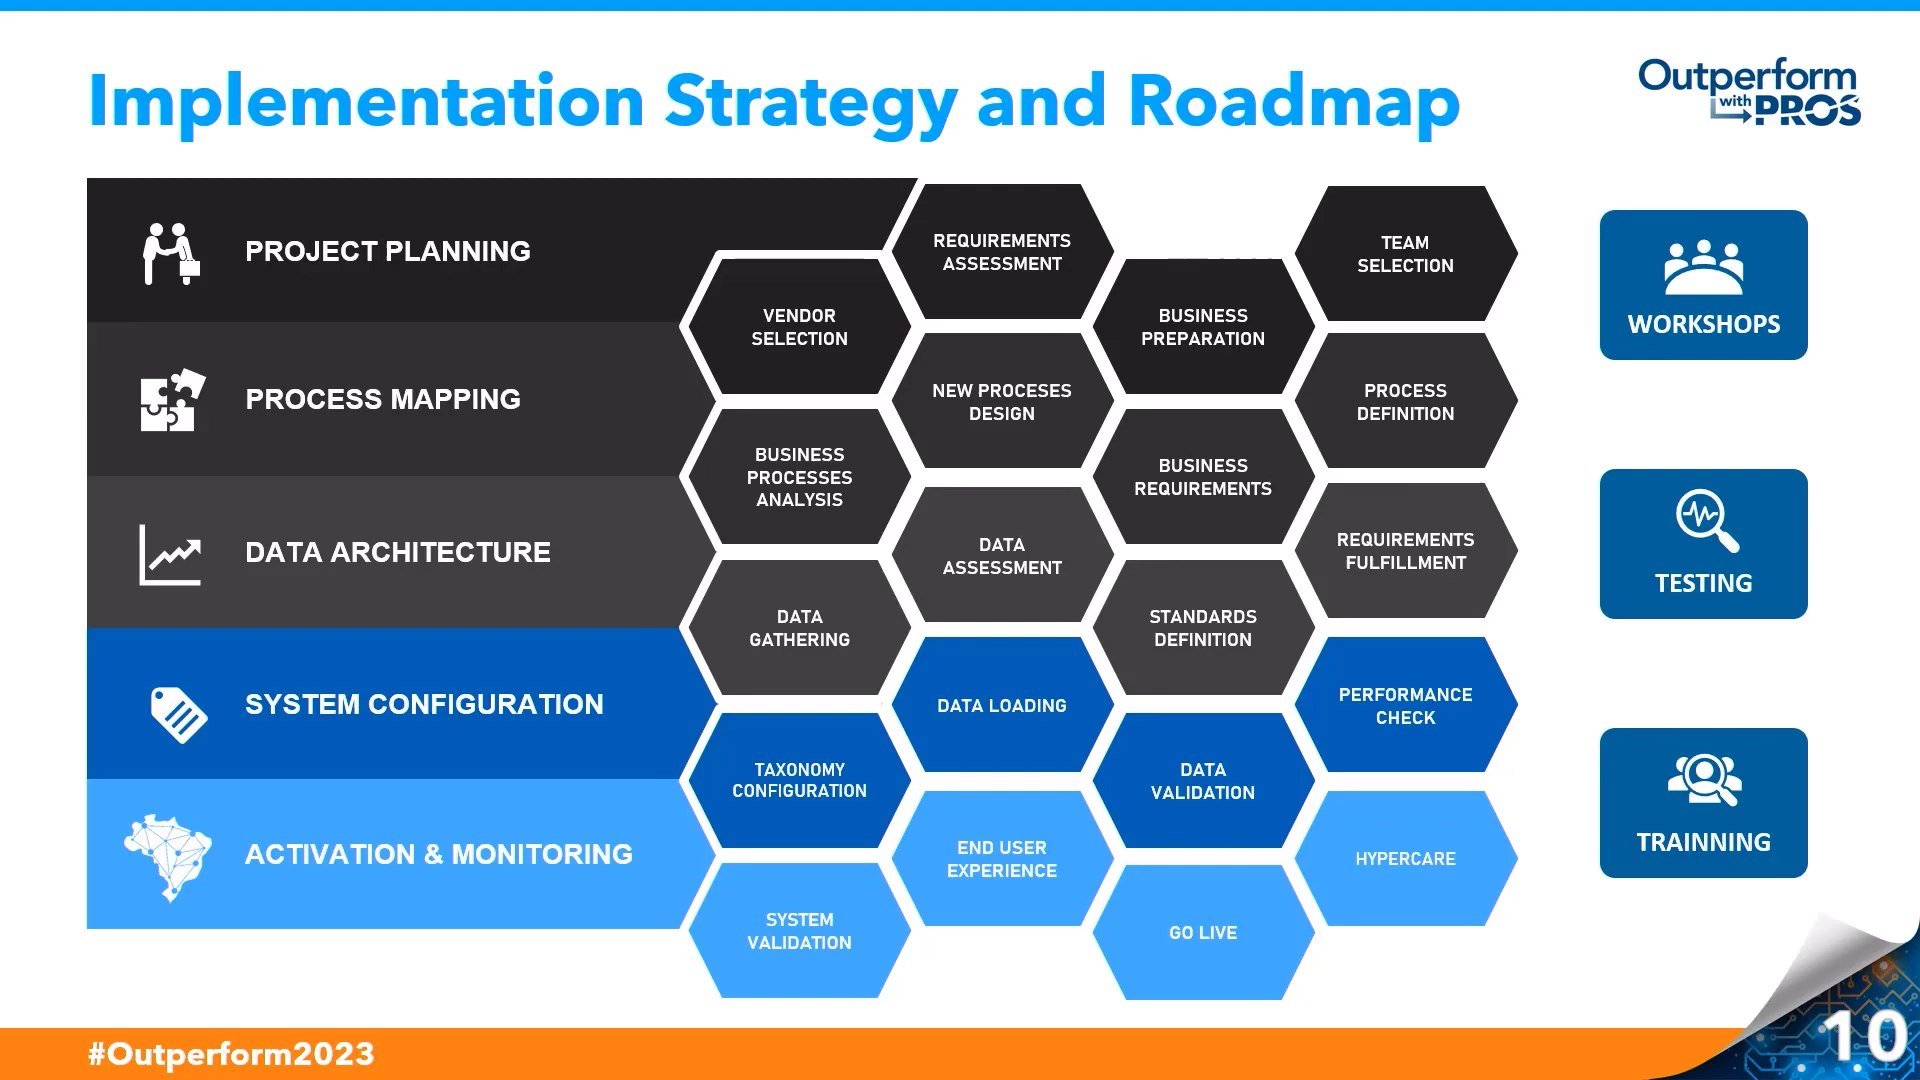 Implementation Strategy and Roadmap
Outperform
with PROS
PROJECT PLANNING
VENDOR
SELECTION
REQUIREMENTS
ASSESSMENT
BUSINESS
PREPARATION
TEAM
SELECTION
PROCESS MAPPING
BUSINESS
PROCESSES
ANALYSIS
NEW PROCESES
DESIGN
BUSINESS
REQUIREMENTS
PROCESS
DEFINITION
DATA ARCHITECTURE
DATA
GATHERING
DATA
ASSESSMENT
STANDARDS
DEFINITION
REQUIREMENTS
FULFILLMENT
SYSTEM CONFIGURATION
TAXONOMY
CONFIGURATION
DATA LOADING
DATA
VALIDATION
PERFORMANCE
CHECK
ACTIVATION & MONITORING
SYSTEM
VALIDATION
END USER
EXPERIENCE
GO LIVE
HYPERCARE
WORKSHOPS
TESTING
TRAINNING
#Outperform2023
10